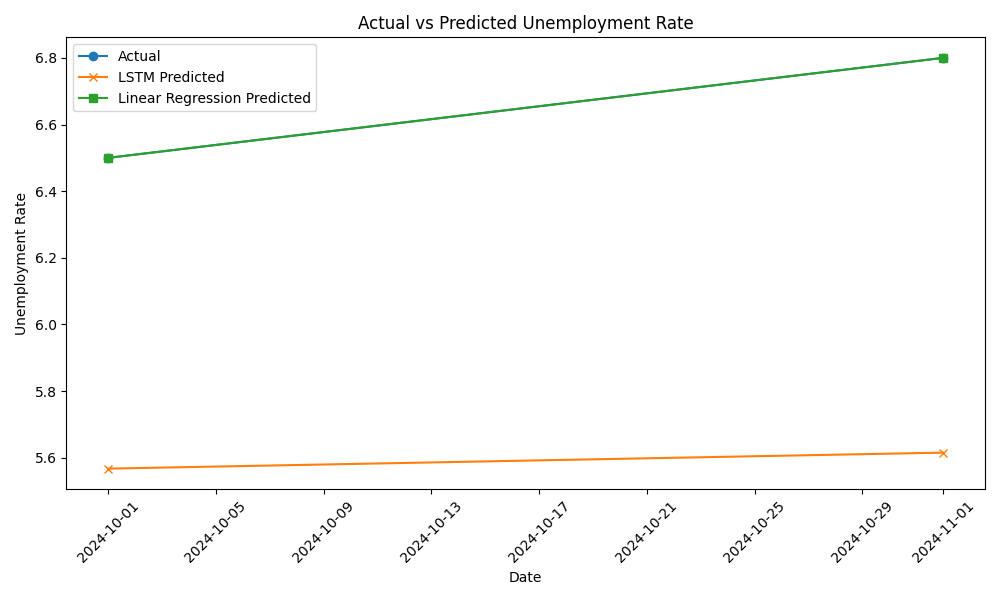 Actual vs Predicted Unemployment Rate
Actual
LSTM Predicted
Linear Regression Predicted
6.8
6.6
6.4
6.2
6.0
5.8
5.6
Unemployment Rate
2024-10-01
2024-10-05
2024-10-09
2024-10-13
2024-10-17
2024-10-21
2024-10-25
2024-10-29
2024-11-01
Date